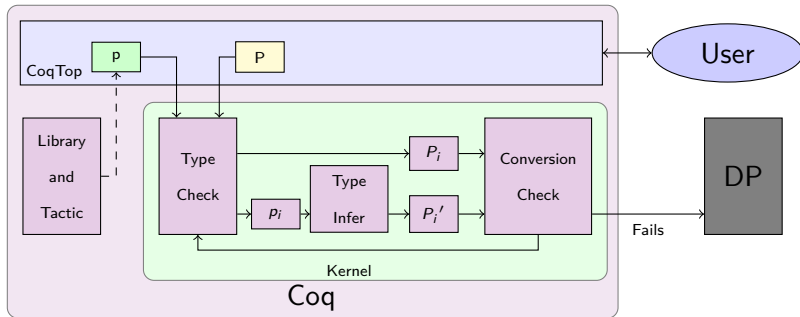 p
P
CoqTop
User
Library
and
Tactic
Type
Check
P_i
Conversion
Check
p_i
Type
Infer
P_i′
DP
Fails
Kernel
Coq